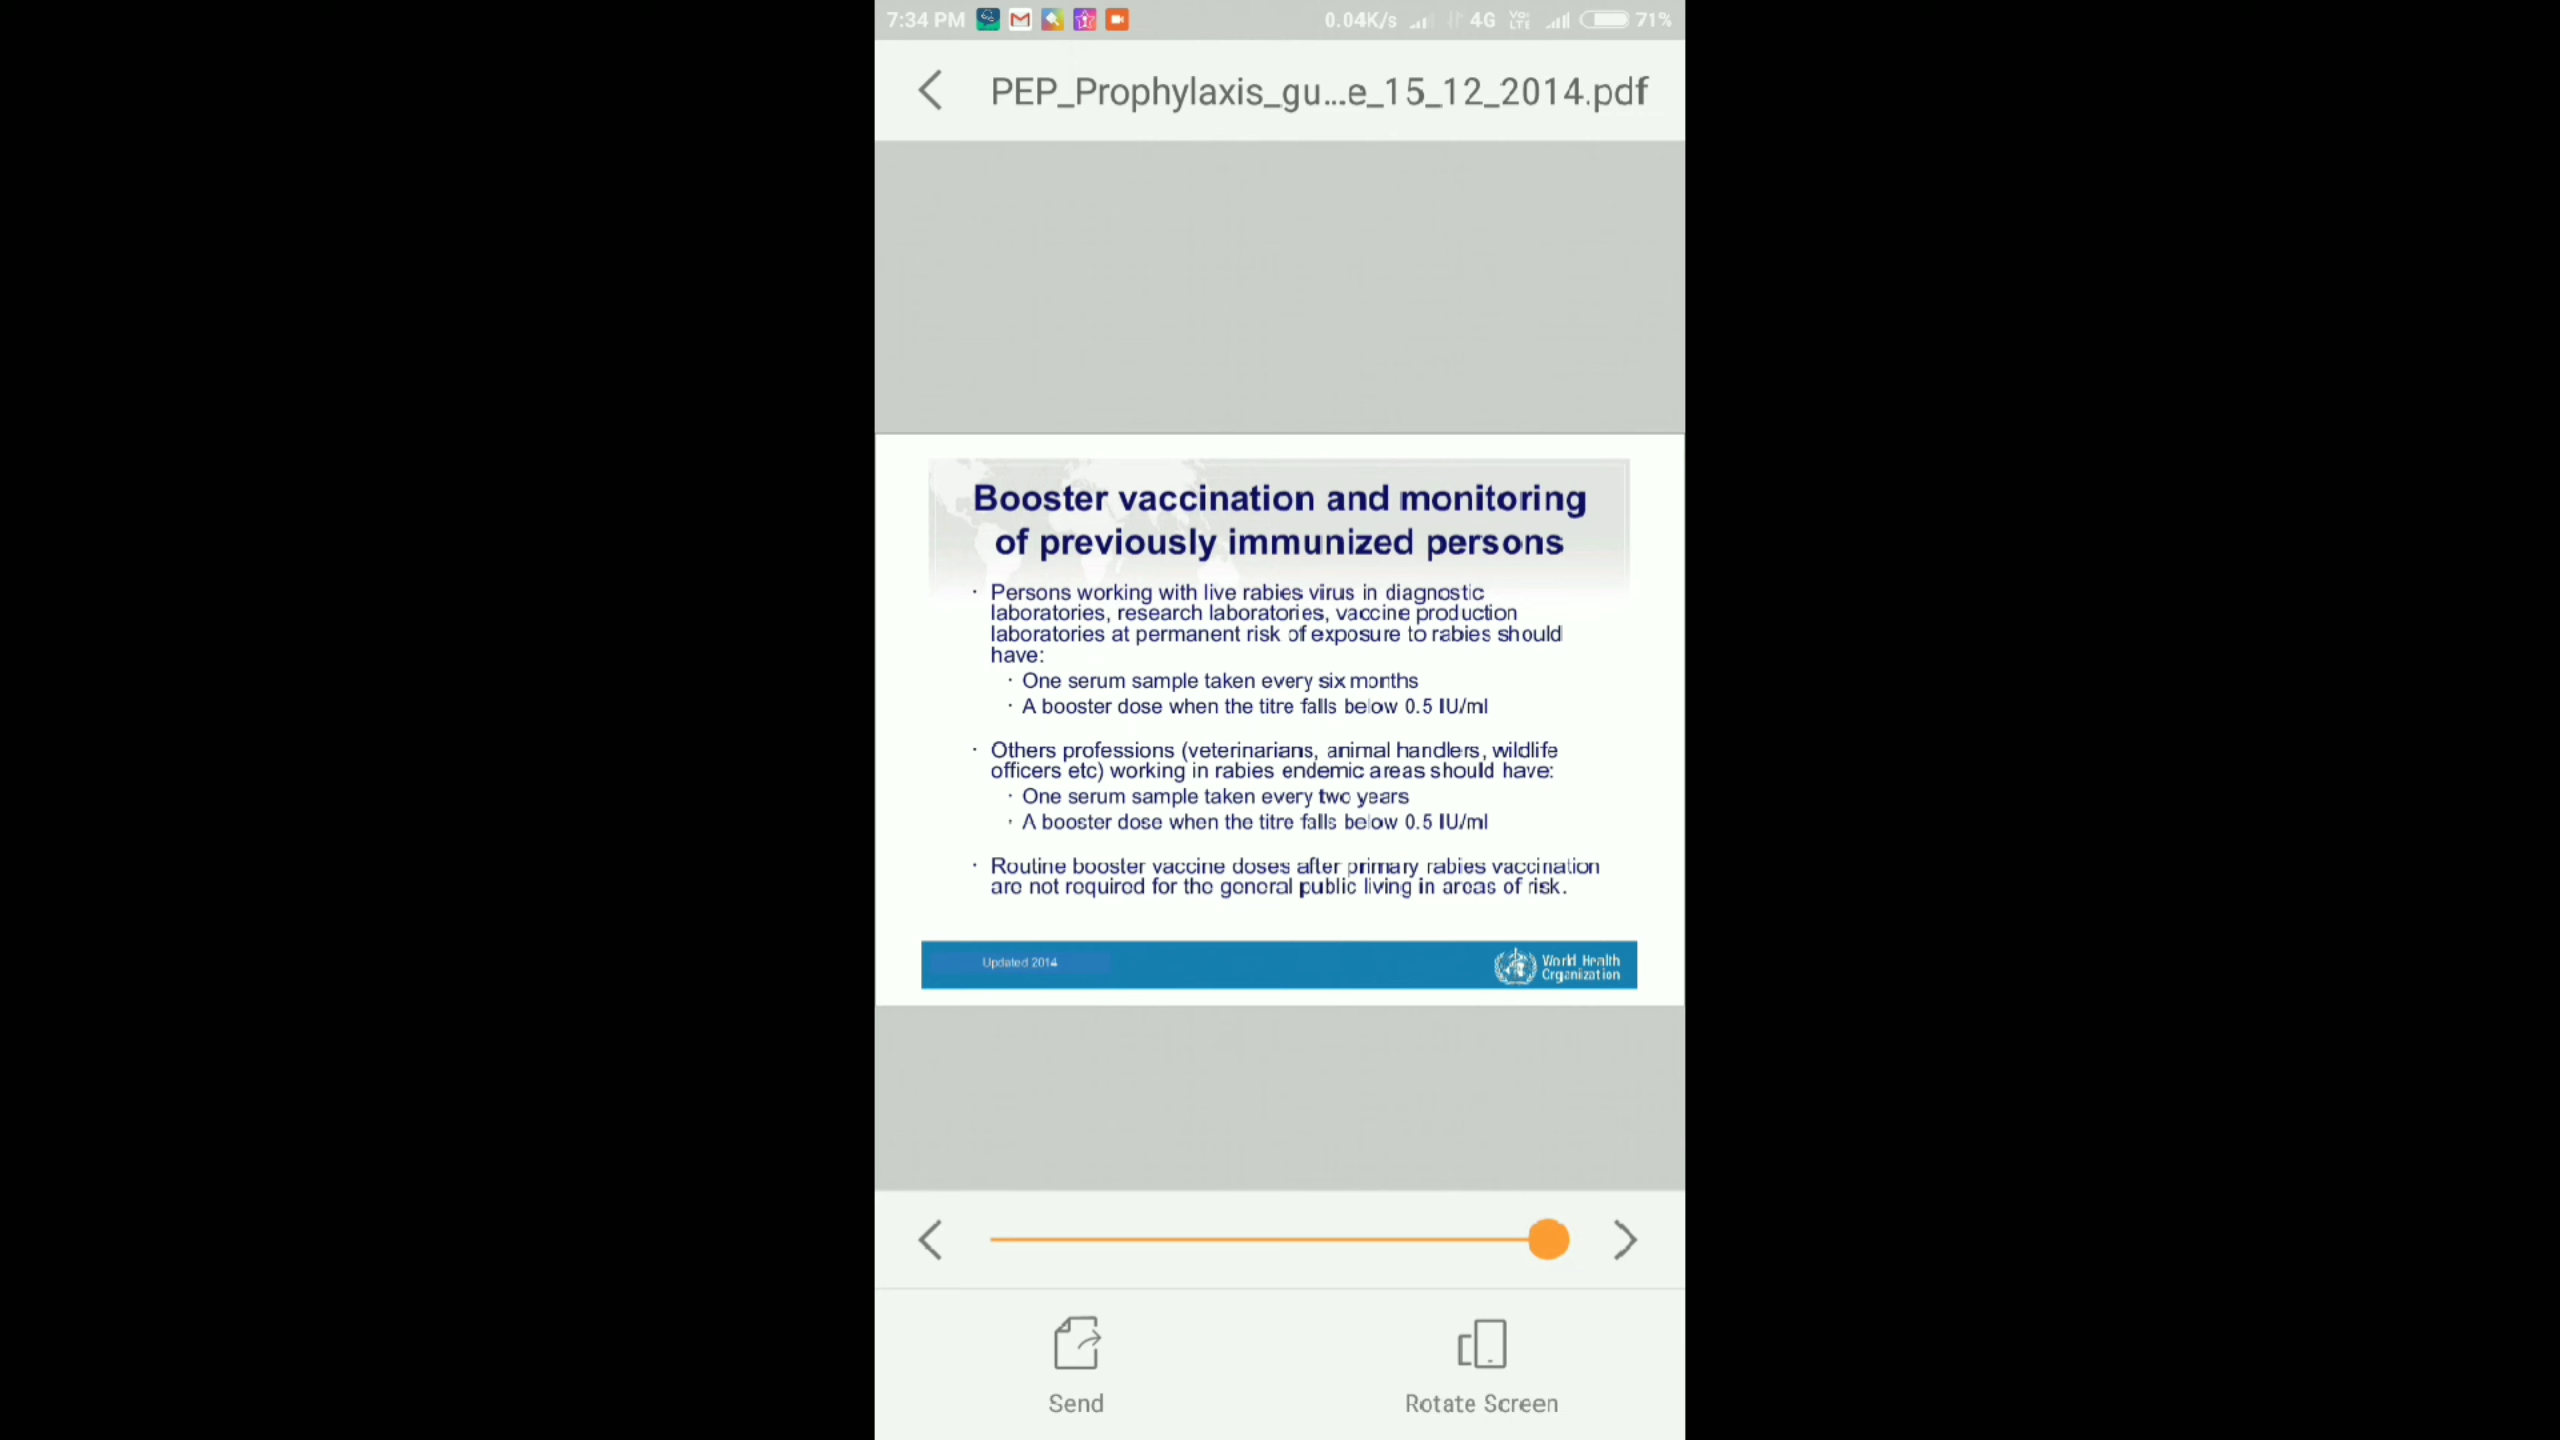 7:34 PM
0.04K/s 4G Vo: LTE 71%
PEP_Prophylaxis_gu...e_15_12_2014.pdf
Booster vaccination and monitoring
of previously immunized persons
· Persons working with live rabies virus in diagnostic
laboratories, research laboratories, vaccine production
laboratories at permanent risk of exposure to rabies should
have:
· One serum sample taken every six months
· A booster dose when the titre falls below 0.5 IU/ml
· Others professions (veterinarians, animal handlers, wildlife
officers etc) working in rabies endemic areas should have:
· One serum sample taken every two years
· A booster dose when the titre falls below 0.5 IU/ml
· Routine booster vaccine doses after primary rabies vaccination
are not required for the general public living in areas of risk.
Updated 2014
World Health
Organization
Send
Rotate Screen